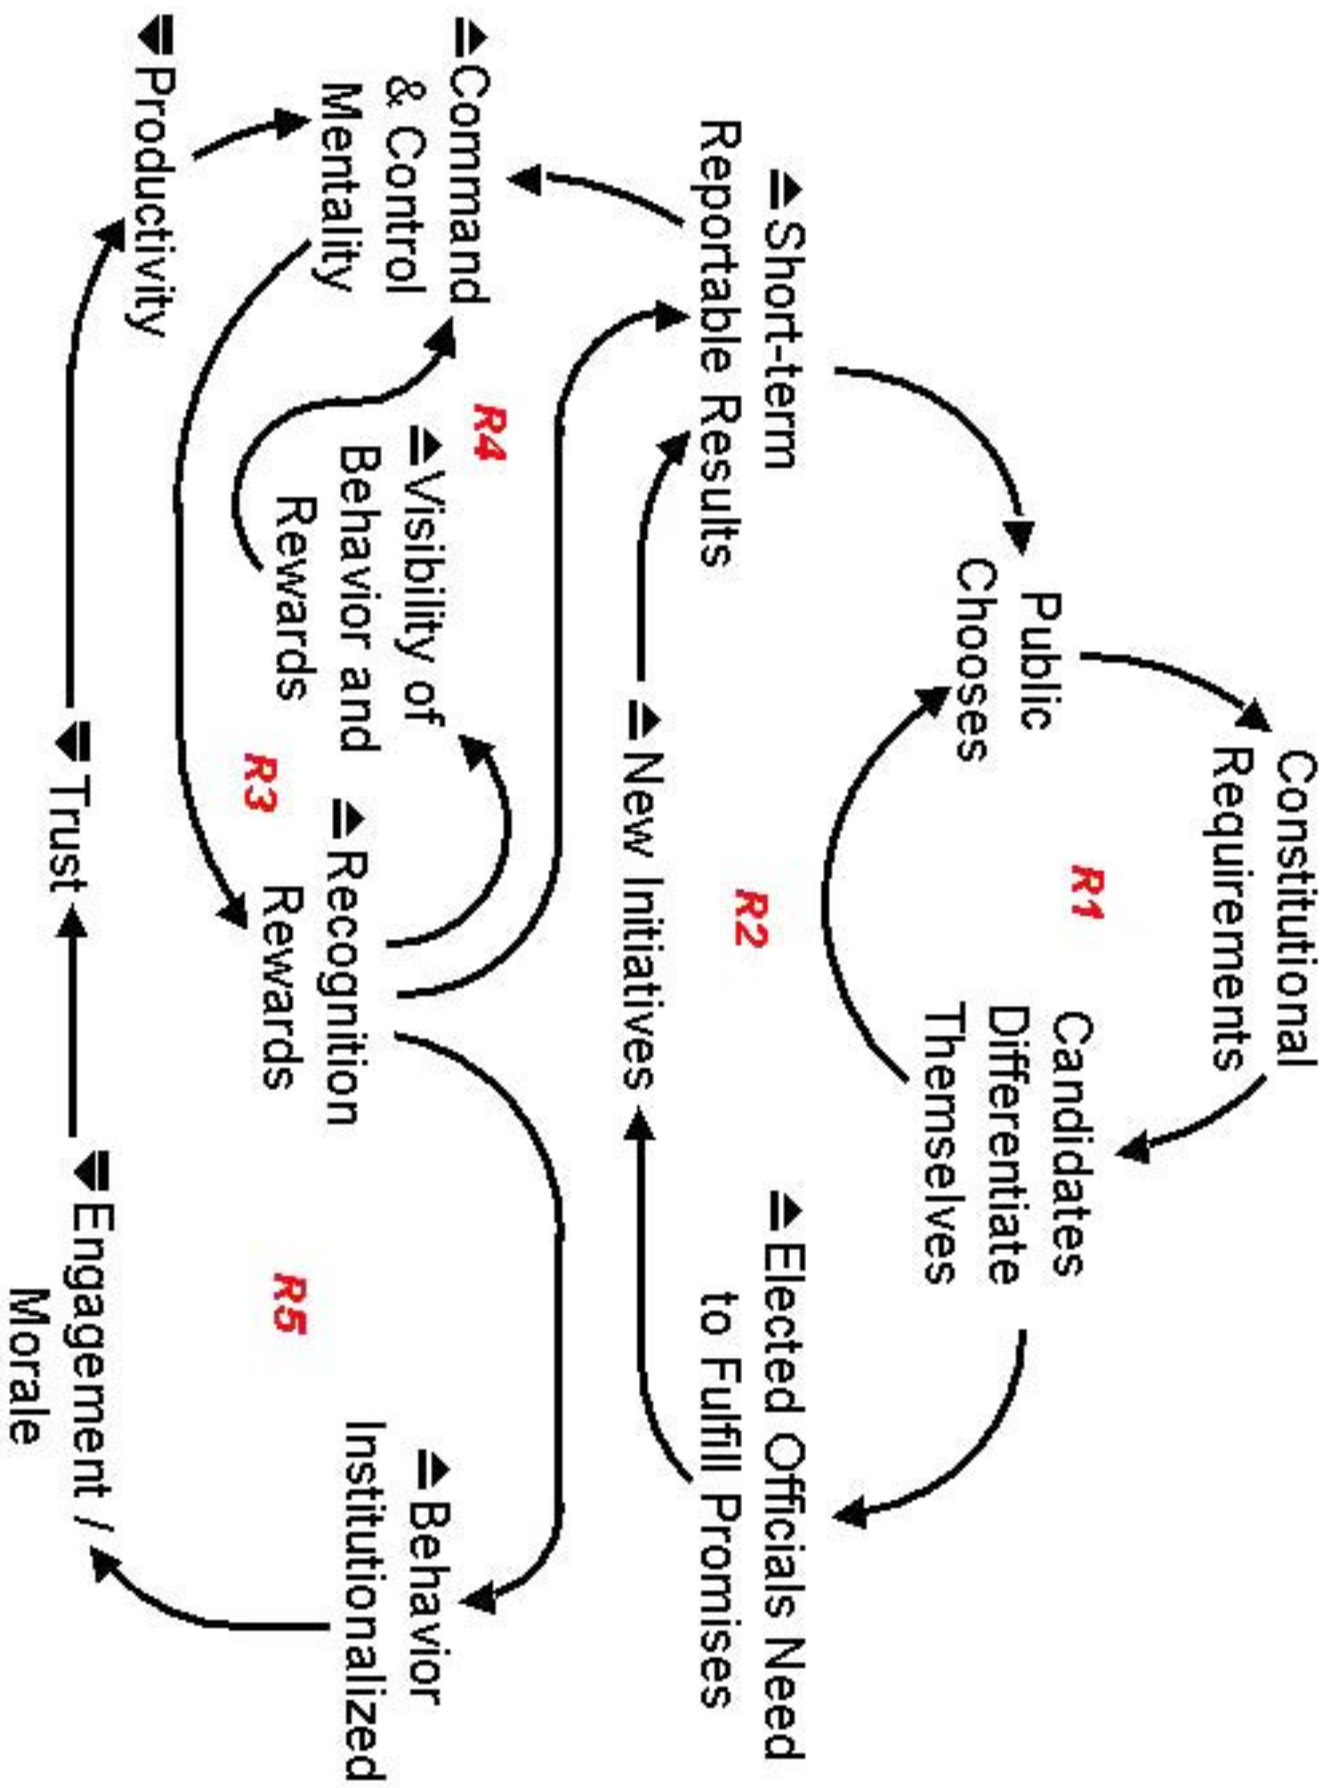 Constitutional
Requirements
Public
Chooses
R1
Candidates
Differentiate
Themselves
R2
Short-term
Reportable Results
Elected Officials Need
to Fulfill Promises
New Initiatives
Command
& Control
Mentality
R4
Visibility of
Behavior and
Rewards
Recognition
Rewards
Behavior
Institutionalized
R3
R5
Productivity
Trust
Engagement /
Morale